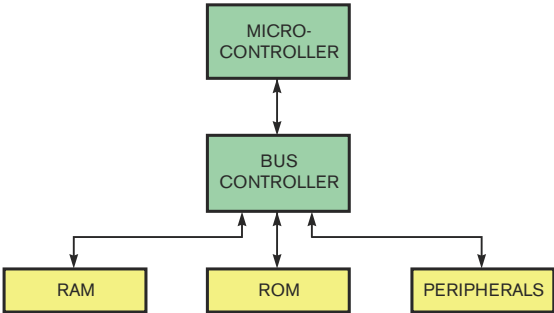 MICRO-
CONTROLLER
BUS
CONTROLLER
RAM
ROM
PERIPHERALS